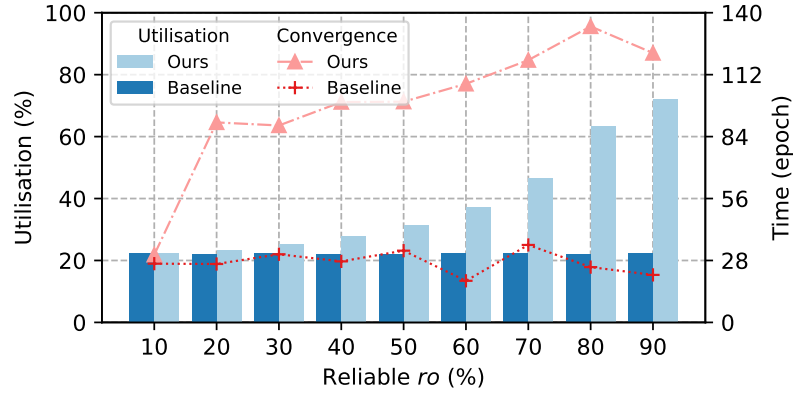 Utilisation Convergence
Ours Ours
Baseline Baseline
100
80
60
40
20
0
Utilisation (%)
140
112
84
56
28
0
Time (epoch)
10 20 30 40 50 60 70 80 90
Reliable ro (%)